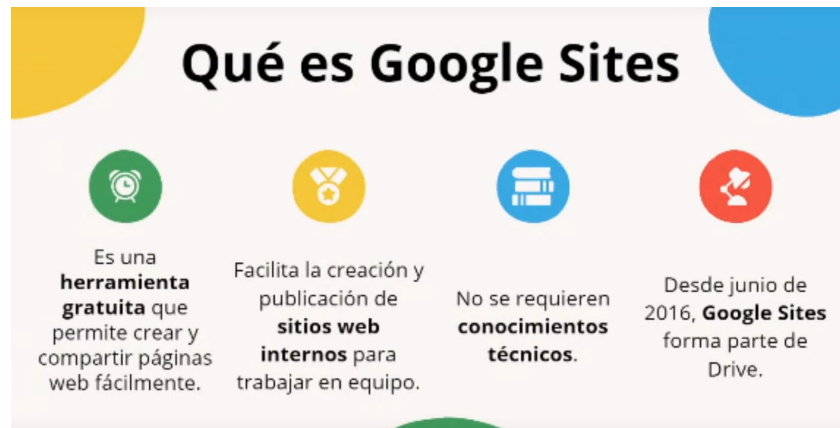 Qué es Google Sites
Es una
herramienta
gratuita que
permite crear y
compartir páginas
web fácilmente.
Facilita la creación y
publicación de
sitios web
internos para
trabajar en equipo.
No se requieren
conocimientos
técnicos.
Desde junio de
2016, Google Sites
forma parte de
Drive.